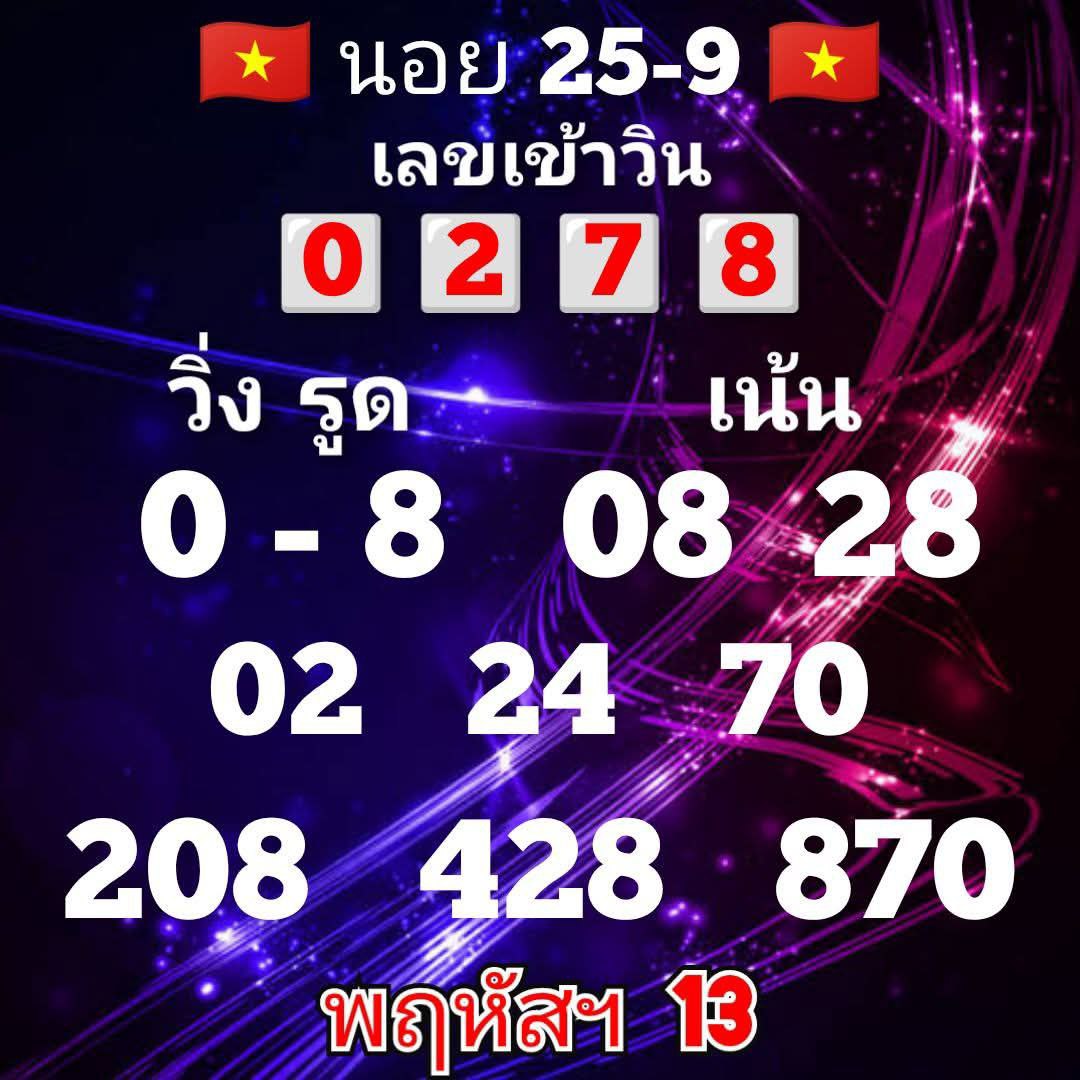 นอย 25-9
เลขเข้าวิน
0 2 7 8
วิ่ง รูด เน้น
0 - 8 08 28
02 24 70
208 428 870
พฤหัสฯ 13